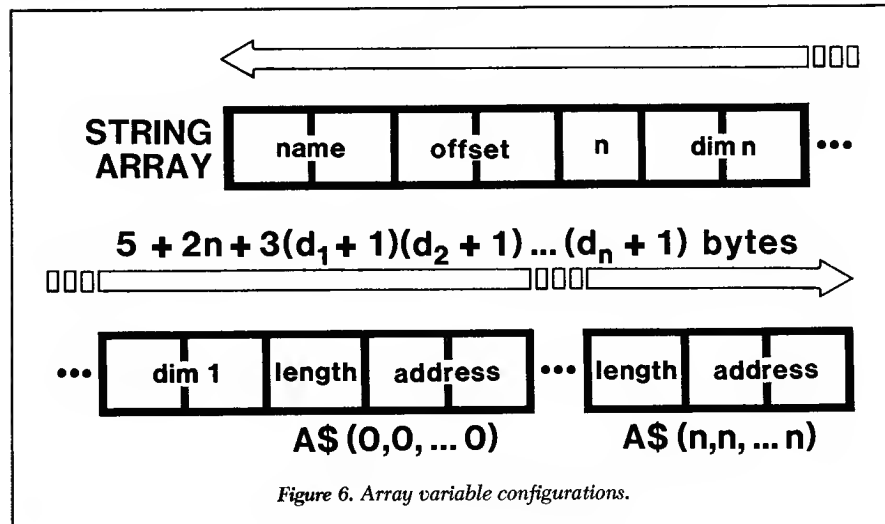 STRING
ARRAY
name offset n dim n •••
5 + 2n + 3(d₁ + 1)(d₂ + 1) ... (dₙ + 1) bytes
••• dim 1 length address ••• length address
A$ (0,0, ... 0) A$ (n,n, ... n)
Figure 6. Array variable configurations.